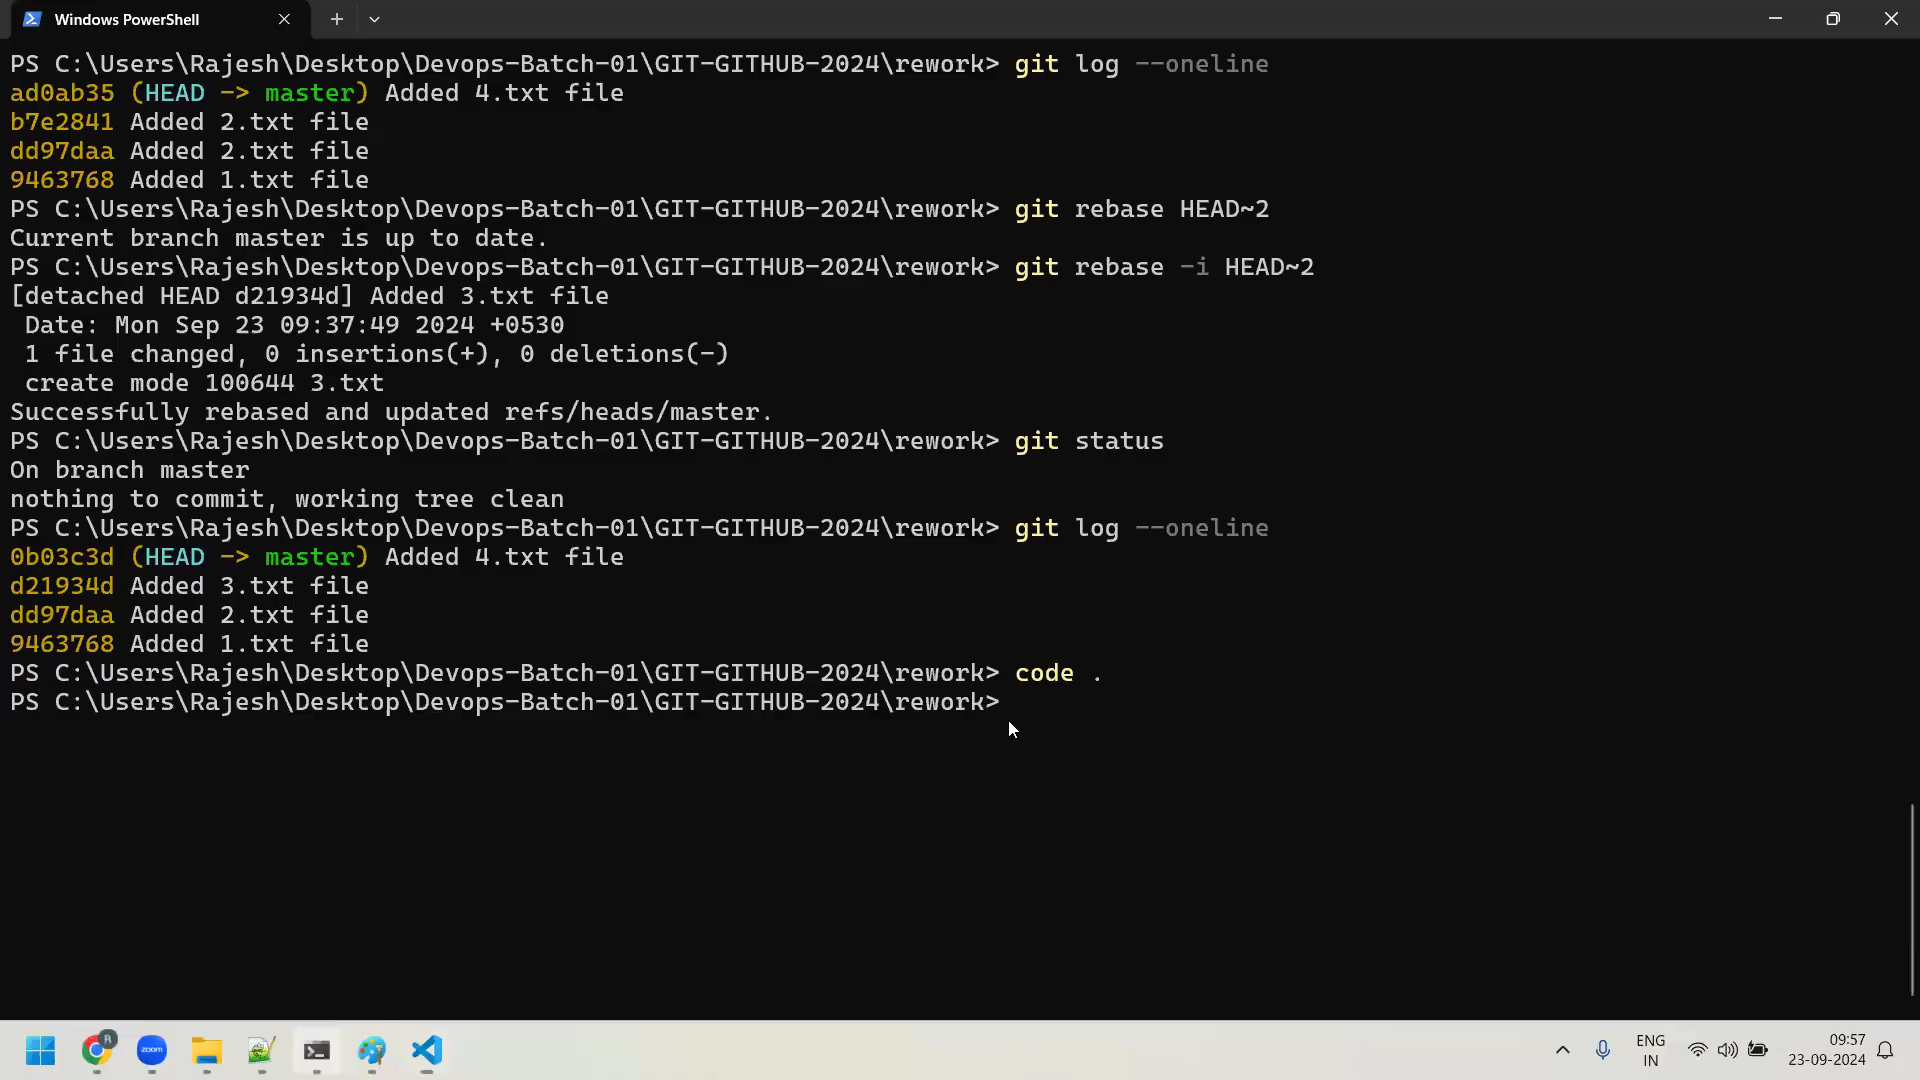 Windows PowerShell
PS C:\Users\Rajesh\Desktop\Devops-Batch-01\GIT-GITHUB-2024\rework> git log --oneline
ad0ab35 (HEAD -> master) Added 4.txt file
b7e2841 Added 2.txt file
dd97daa Added 2.txt file
9463768 Added 1.txt file
PS C:\Users\Rajesh\Desktop\Devops-Batch-01\GIT-GITHUB-2024\rework> git rebase HEAD~2
Current branch master is up to date.
PS C:\Users\Rajesh\Desktop\Devops-Batch-01\GIT-GITHUB-2024\rework> git rebase -i HEAD~2
[detached HEAD d21934d] Added 3.txt file
 Date: Mon Sep 23 09:37:49 2024 +0530
 1 file changed, 0 insertions(+), 0 deletions(-)
 create mode 100644 3.txt
Successfully rebased and updated refs/heads/master.
PS C:\Users\Rajesh\Desktop\Devops-Batch-01\GIT-GITHUB-2024\rework> git status
On branch master
nothing to commit, working tree clean
PS C:\Users\Rajesh\Desktop\Devops-Batch-01\GIT-GITHUB-2024\rework> git log --oneline
0b03c3d (HEAD -> master) Added 4.txt file
d21934d Added 3.txt file
dd97daa Added 2.txt file
9463768 Added 1.txt file
PS C:\Users\Rajesh\Desktop\Devops-Batch-01\GIT-GITHUB-2024\rework> code .
PS C:\Users\Rajesh\Desktop\Devops-Batch-01\GIT-GITHUB-2024\rework>
R
zoom
ENG
IN
09:57
23-09-2024